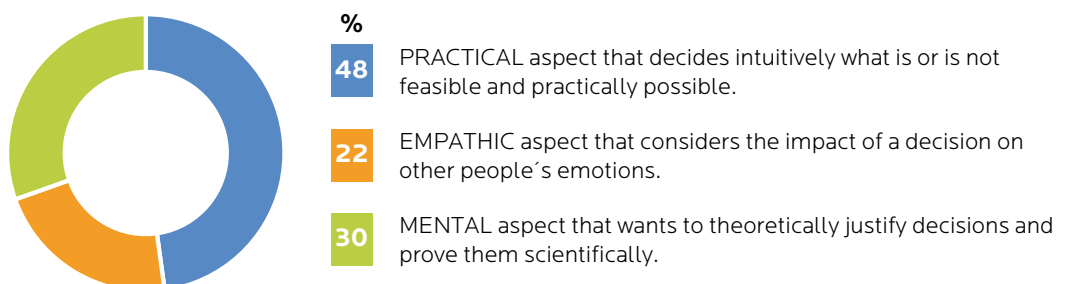 %
48
PRACTICAL aspect that decides intuitively what is or is not
feasible and practically possible.
22
EMPATHIC aspect that considers the impact of a decision on
other people´s emotions.
30
MENTAL aspect that wants to theoretically justify decisions and
prove them scientifically.